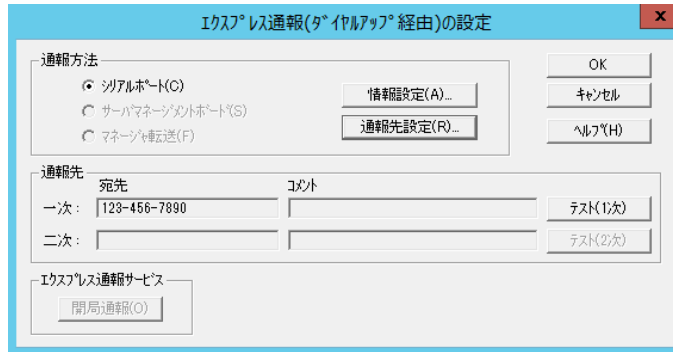 ｴｸｽﾌﾟﾚｽ通報(ﾀﾞｲﾔﾙｱｯﾌﾟ経由)の設定
x
通報方法
ｼﾘｱﾙﾎﾟｰﾄ(C)
ｻｰﾊﾞﾏﾈｰｼﾞﾒﾝﾄﾎﾞｰﾄﾞ(S)
ﾏﾈｰｼﾞｬ転送(F)
情報設定(A)...
通報先設定(R)...
OK
ｷｬﾝｾﾙ
ﾍﾙﾌﾟ(H)
通報先
宛先 ｺﾒﾝﾄ
一次： 123-456-7890 ﾃｽﾄ(1次)
二次： ﾃｽﾄ(2次)
ｴｸｽﾌﾟﾚｽ通報ｻｰﾋﾞｽ
開局通報(O)